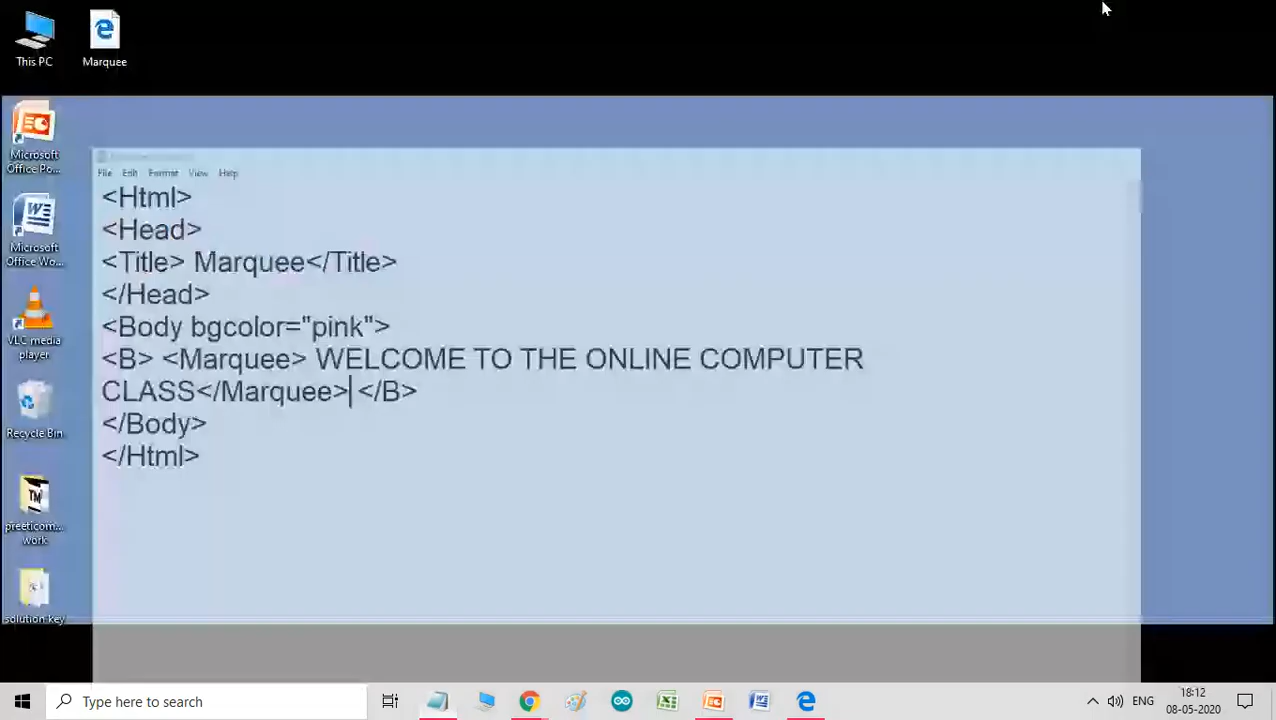 This PC
Marquee
Microsoft
Office Po...
Microsoft
Office Wo...
VLC media
player
Recycle Bin
preeticom...
work
solution key
File Edit Format View Help
<Html>
<Head>
<Title> Marquee</Title>
</Head>
<Body bgcolor="pink">
<B> <Marquee> WELCOME TO THE ONLINE COMPUTER
CLASS</Marquee> </B>
</Body>
</Html>
Type here to search
ENG
18:12
08-05-2020